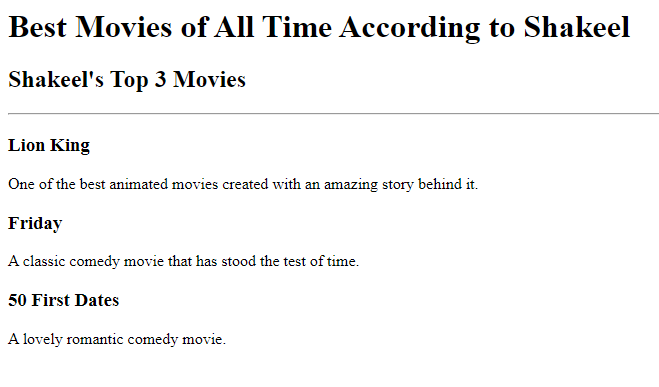 Best Movies of All Time According to Shakeel
Shakeel's Top 3 Movies
Lion King
One of the best animated movies created with an amazing story behind it.
Friday
A classic comedy movie that has stood the test of time.
50 First Dates
A lovely romantic comedy movie.